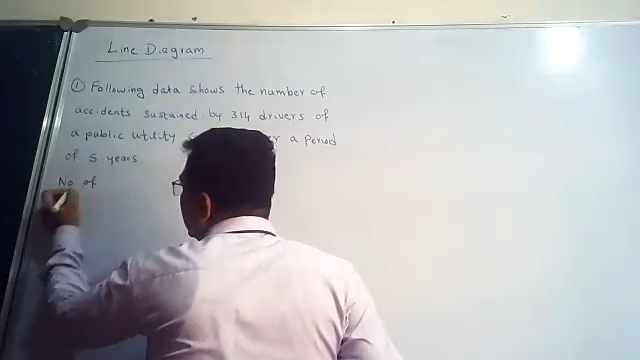 Line Diagram
① Following data shows the number of
accidents sustained by 314 drivers of
a public utility a period
of 5 years.
No of